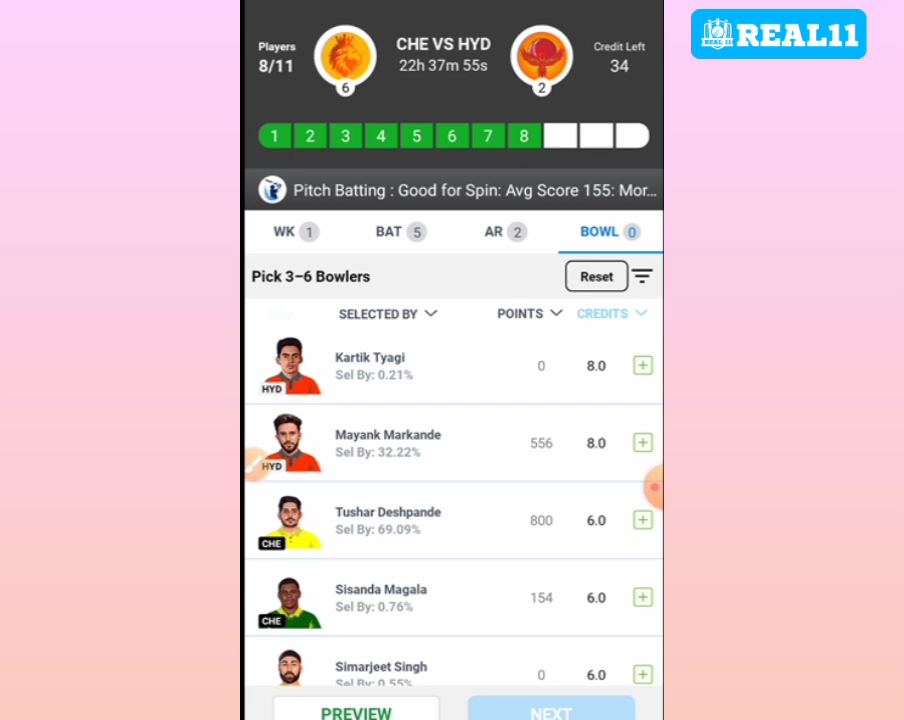 REAL11
Players
8/11
6
CHE VS HYD
22h 37m 55s
2
Credit Left
34
1 2 3 4 5 6 7 8
Pitch Batting : Good for Spin: Avg Score 155: Mor...
WK 1 BAT 5 AR 2 BOWL 0
Pick 3–6 Bowlers
Reset
SELECTED BY POINTS CREDITS
Kartik Tyagi
Sel By: 0.21%
0 8.0
HYD
Mayank Markande
Sel By: 32.22%
556 8.0
HYD
Tushar Deshpande
Sel By: 69.09%
800 6.0
CHE
Sisanda Magala
Sel By: 0.76%
154 6.0
CHE
Simarjeet Singh
Sel By: 0.55%
0 6.0
PREVIEW
NEXT